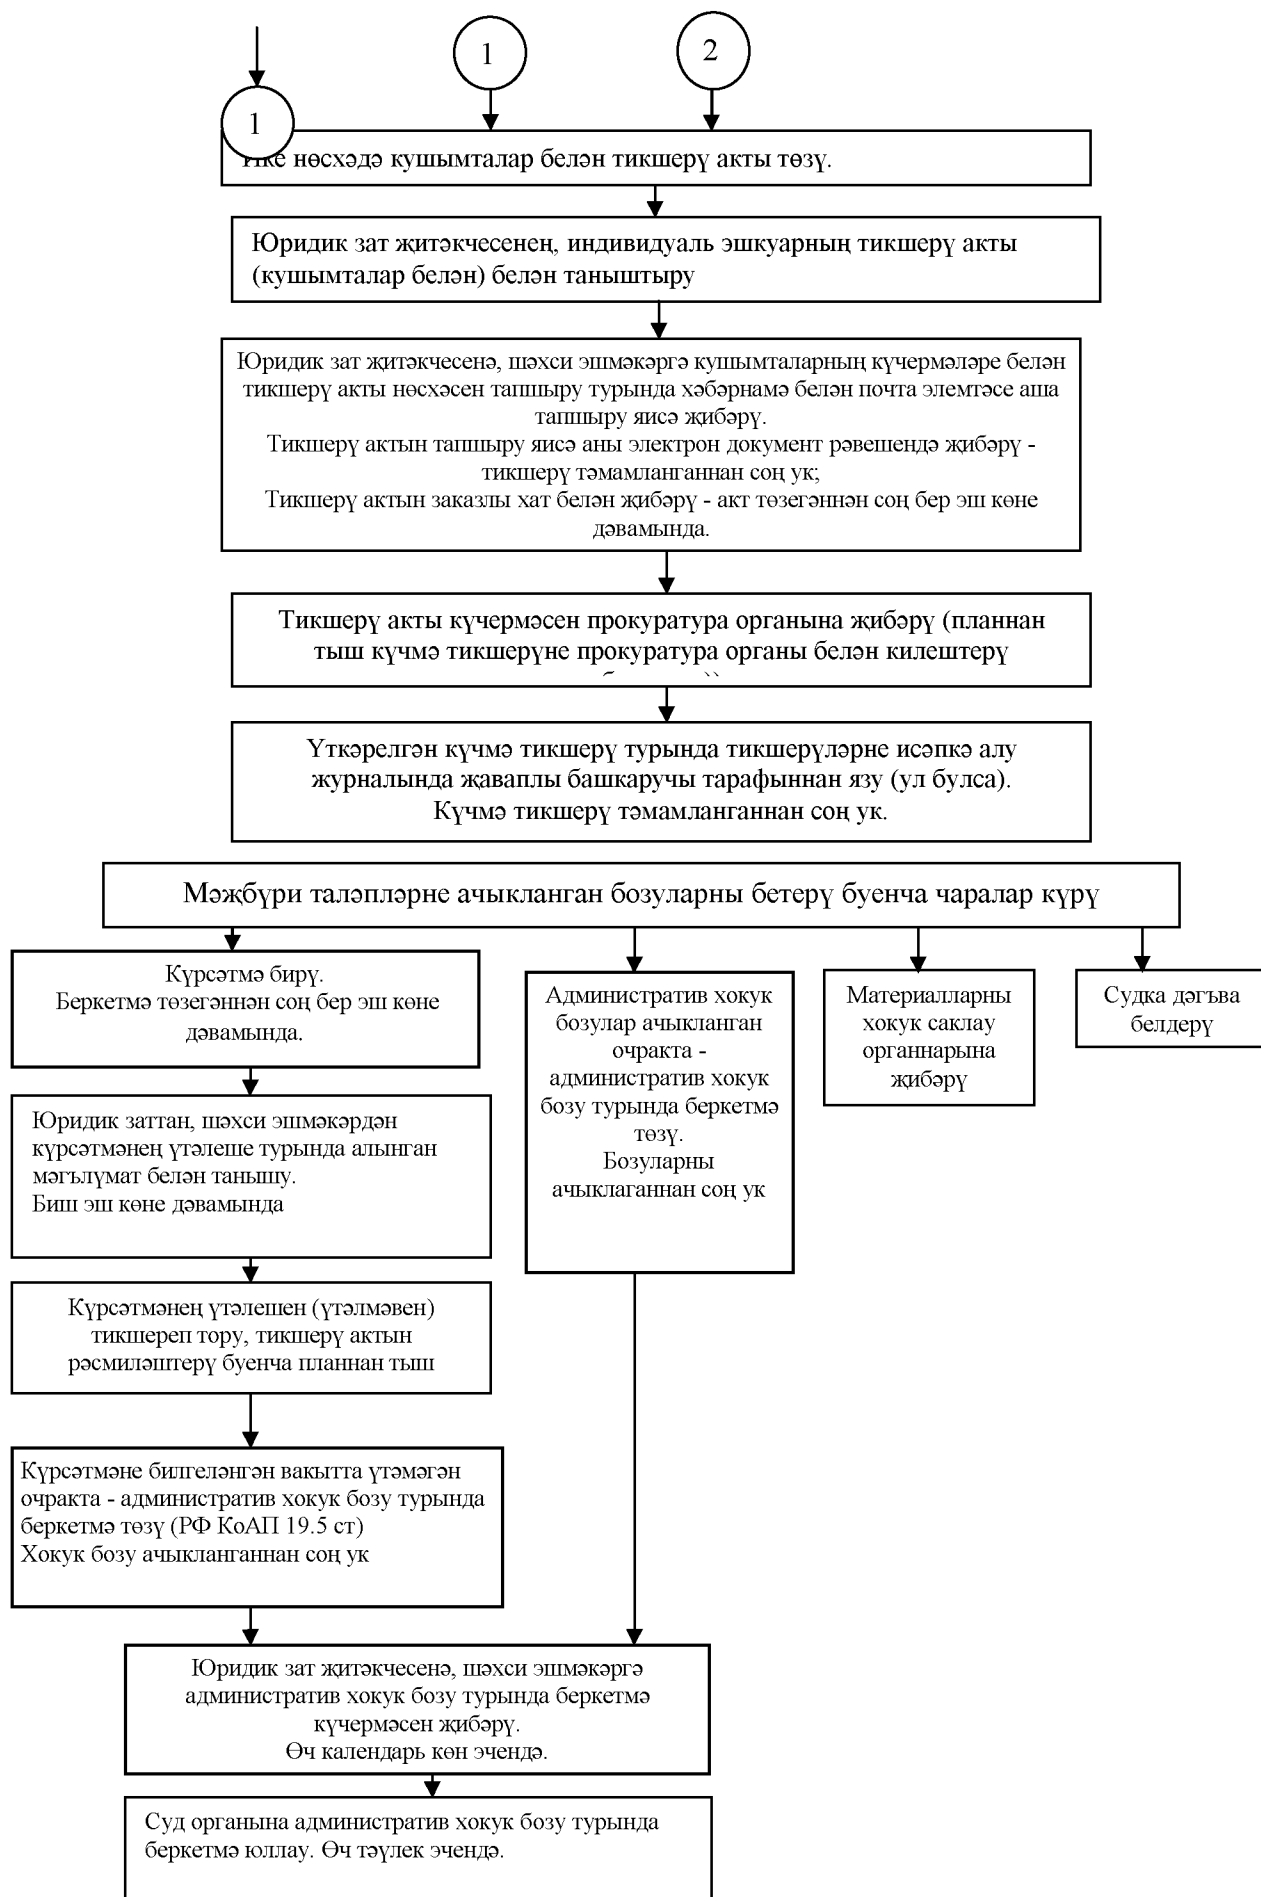 1
2
1
Ике нөсхәдә кушымталар белән тикшерү акты төзү.
Юридик зат җитәкчесенең, индивидуаль эшкуарның тикшерү акты
(кушымталар белән) белән таныштыру
Юридик зат җитәкчесенә, шәхси эшмәкәргә кушымталарның күчермәләре белән
тикшерү акты нөсхәсен тапшыру турында хәбәрнамә белән почта элемтәсе аша
тапшыру яисә җибәрү.
Тикшерү актын тапшыру яисә аны электрон документ рәвешендә җибәрү -
тикшерү тәмамланганнан соң ук;
Тикшерү актын заказлы хат белән җибәрү - акт төзегәннән соң бер эш көне
дәвамында.
Тикшерү акты күчермәсен прокуратура органына җибәрү (планнан
тыш күчмә тикшерүне прокуратура органы белән килештерү
Үткәрелгән күчмә тикшерү турында тикшерүләрне исәпкә алу
журналында җаваплы башкаручы тарафыннан язу (ул булса).
Күчмә тикшерү тәмамланганнан соң ук.
Мәҗбүри таләпләрне ачыкланган бозуларны бетерү буенча чаралар күрү
Күрсәтмә бирү.
Беркетмә төзегәннән соң бер эш көне
дәвамында.
Административ хокук
бозулар ачыкланган
очракта -
административ хокук
бозу турында беркетмә
төзү.
Бозуларны
ачыклаганнан соң ук
Материалларны
хокук саклау
органнарына
җибәрү
Судка дәгъва
белдерү
Юридик заттан, шәхси эшмәкәрдән
күрсәтмәнең үтәлеше турында алынган
мәгълүмат белән танышу.
Биш эш көне дәвамында
Күрсәтмәнең үтәлешен (үтәлмәвен)
тикшереп тору, тикшерү актын
рәсмиләштерү буенча планнан тыш
Күрсәтмәне билгеләнгән вакытта үтәмәгән
очракта - административ хокук бозу турында
беркетмә төзү (РФ КоАП 19.5 ст)
Хокук бозу ачыкланганнан соң ук
Юридик зат җитәкчесенә, шәхси эшмәкәргә
административ хокук бозу турында беркетмә
күчермәсен җибәрү.
Өч календарь көн эчендә.
Суд органына административ хокук бозу турында
беркетмә юллау. Өч тәүлек эчендә.